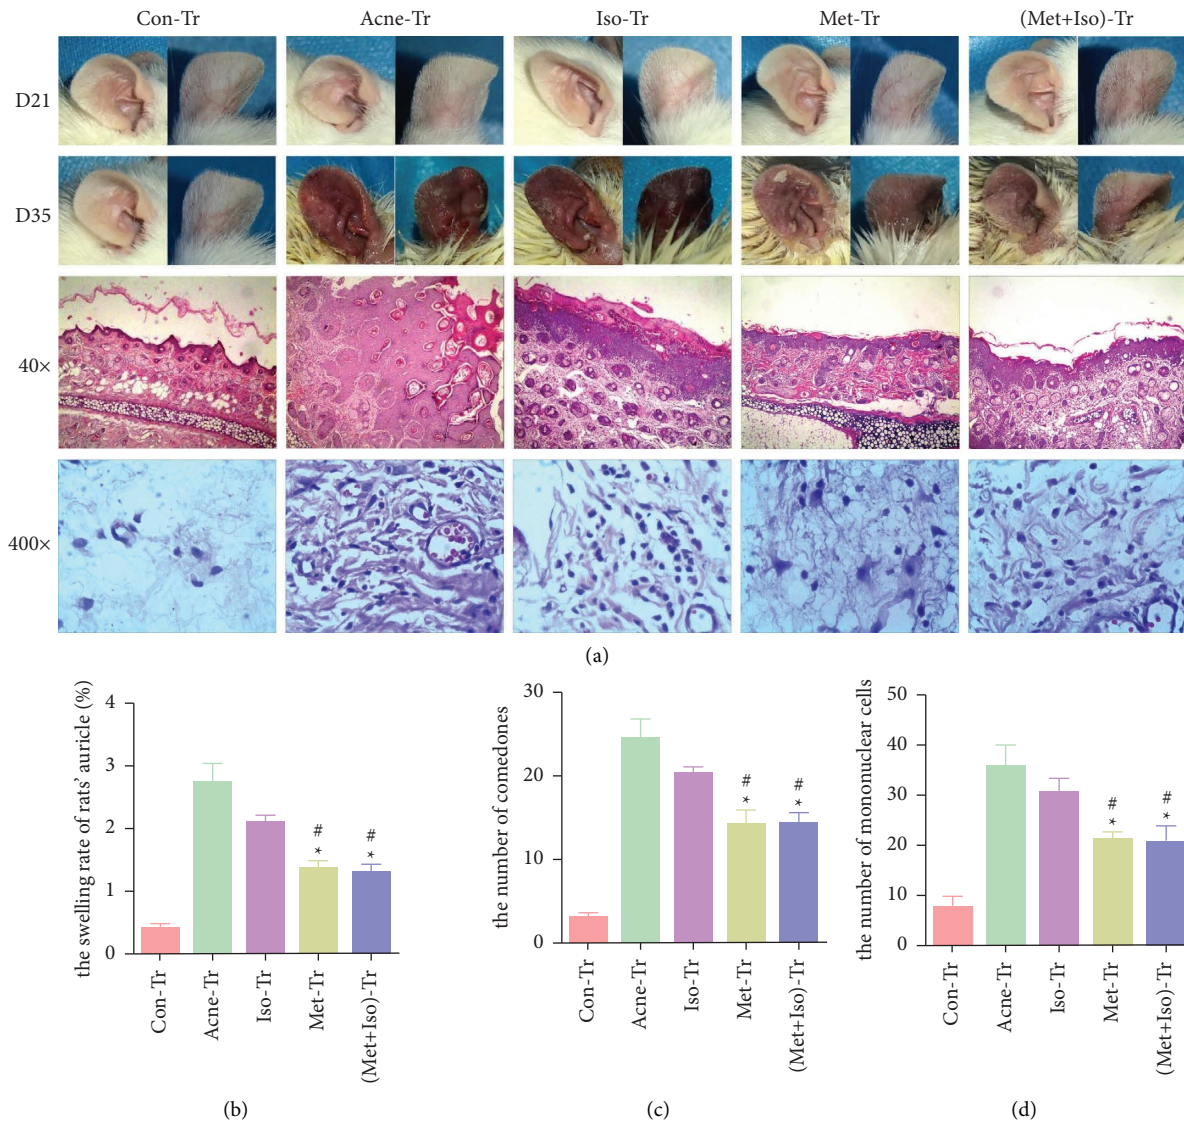 Con-Tr Acne-Tr Iso-Tr Met-Tr (Met+Iso)-Tr
D21
D35
40×
400×
(a)
the swelling rate of rats' auricle (%)
4
3
2
1
0
# #
* *
Con-Tr
Acne-Tr
Iso-Tr
Met-Tr
(Met+Iso)-Tr
(b)
the number of comedones
30
20
10
0
# #
* *
Con-Tr
Acne-Tr
Iso-Tr
Met-Tr
(Met+Iso)-Tr
(c)
the number of mononuclear cells
50
40
30
20
10
0
# #
* *
Con-Tr
Acne-Tr
Iso-Tr
Met-Tr
(Met+Iso)-Tr
(d)